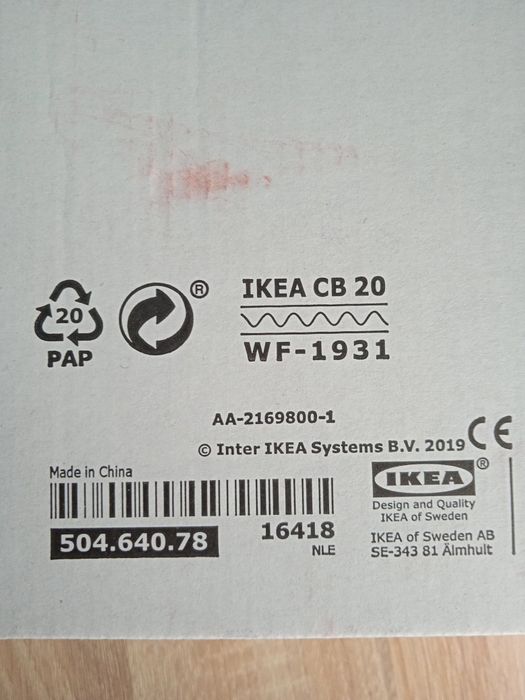 20
PAP
®
IKEA CB 20
WF-1931
AA-2169800-1
© Inter IKEA Systems B.V. 2019
CE
Made in China
504.640.78
16418
NLE
IKEA®
Design and Quality
IKEA of Sweden
IKEA of Sweden AB
SE-343 81 Älmhult